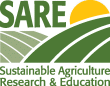 SARE
Sustainable Agriculture
Research & Education